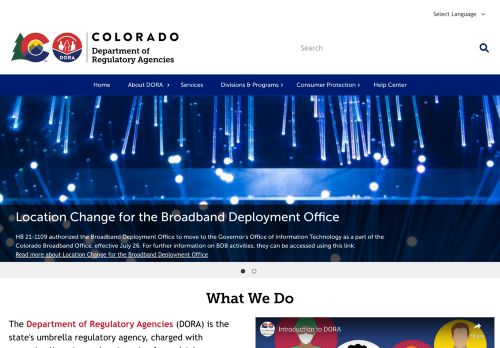 Select Language
COLORADO
Department of
Regulatory Agencies
DORA
Search
Home About DORA Services Divisions & Programs Consumer Protection Help Center
Location Change for the Broadband Deployment Office
HB 21-1109 authorized the Broadband Deployment Office to move to the Governor's Office of Information Technology as a part of the
Colorado Broadband Office, effective July 26. For further information on BDB activities, they can be accessed using this link:
Read more about Location Change for the Broadband Deployment Office
What We Do
The Department of Regulatory Agencies (DORA) is the
state's umbrella regulatory agency, charged with
Introduction to DORA
Share